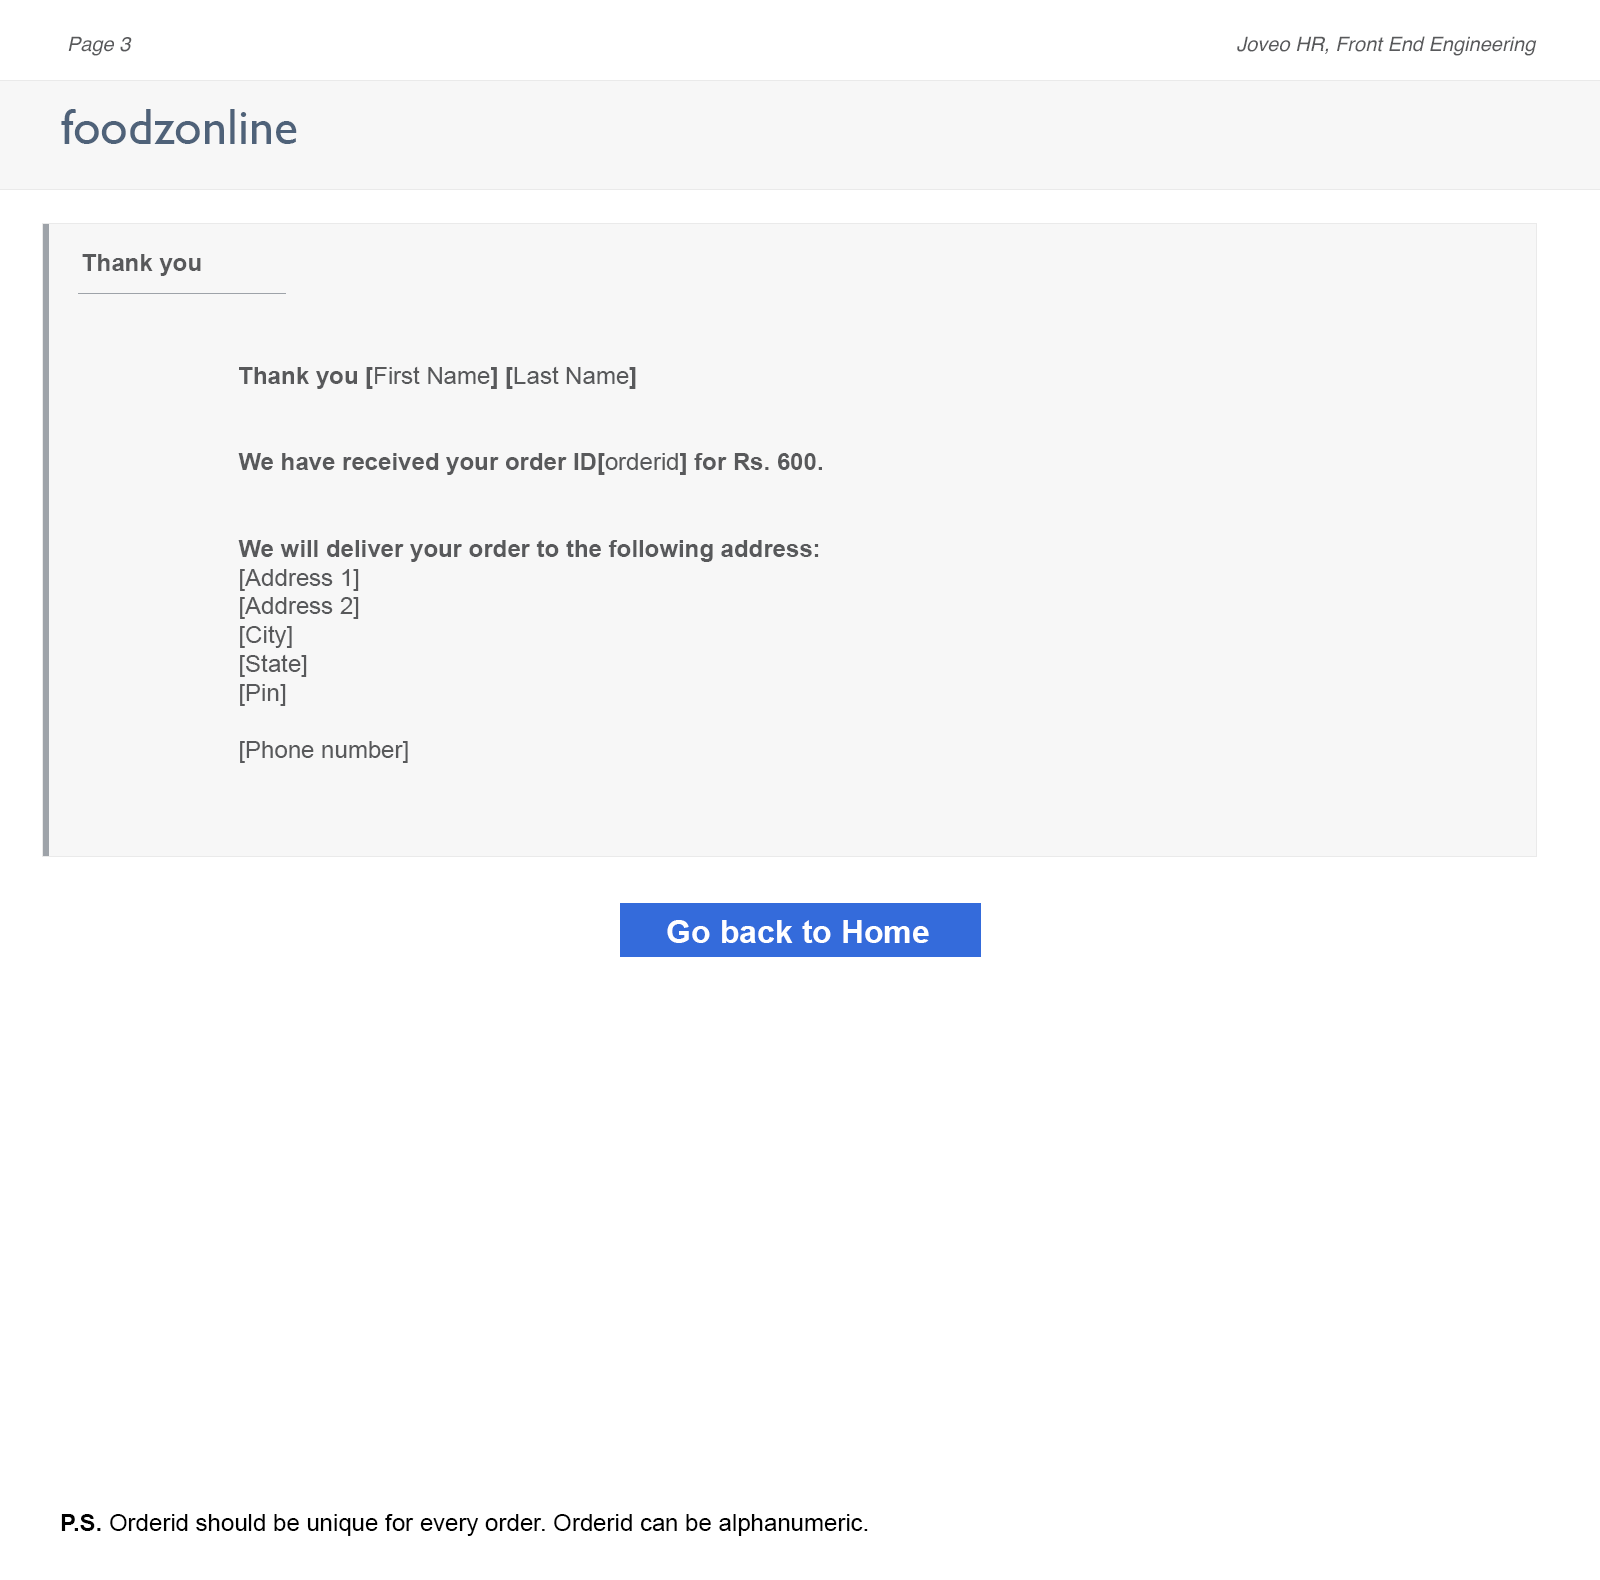 Page 3
Joveo HR, Front End Engineering
foodzonline
Thank you
Thank you [First Name] [Last Name]
We have received your order ID[orderid] for Rs. 600.
We will deliver your order to the following address:
[Address 1]
[Address 2]
[City]
[State]
[Pin]
[Phone number]
Go back to Home
P.S. Orderid should be unique for every order. Orderid can be alphanumeric.